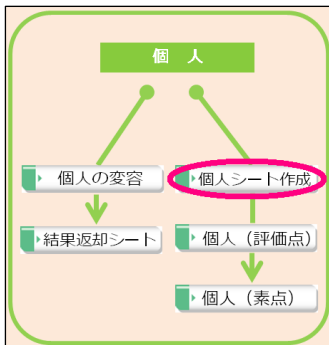 個 人
個人の変容
個人シート作成
結果返却シート
個人（評価点）
個人（素点）